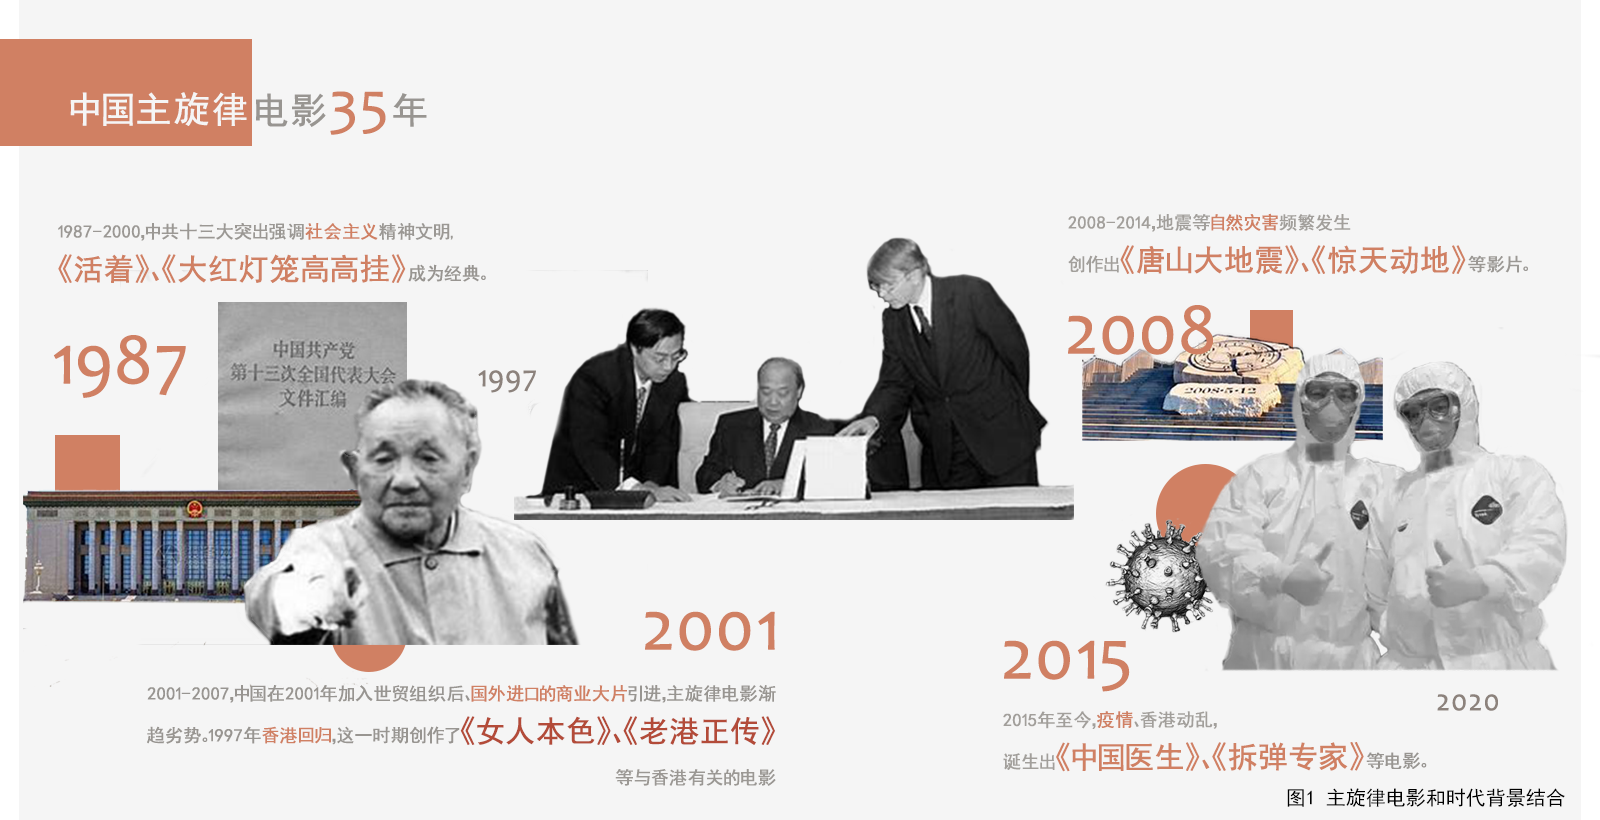 中国主旋律电影35年
1987-2000,中共十三大突出强调社会主义精神文明,
《活着》、《大红灯笼高高挂》成为经典。
1987
中国共产党
第十三次全国代表大会
文件汇编
1997
2008-2014,地震等自然灾害频繁发生
创作出《唐山大地震》、《惊天动地》等影片。
2008
2008·5·12
2001
2001-2007,中国在2001年加入世贸组织后、国外进口的商业大片引进,主旋律电影渐
趋劣势。1997年香港回归,这一时期创作了《女人本色》、《老港正传》
等与香港有关的电影
2015
2020
2015年至今,疫情、香港动乱,
诞生出《中国医生》、《拆弹专家》等电影。
图1 主旋律电影和时代背景结合